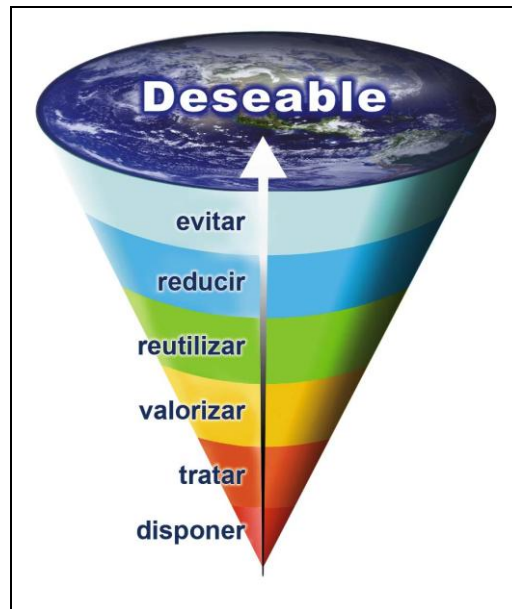 Deseable
evitar
reducir
reutilizar
valorizar
tratar
disponer